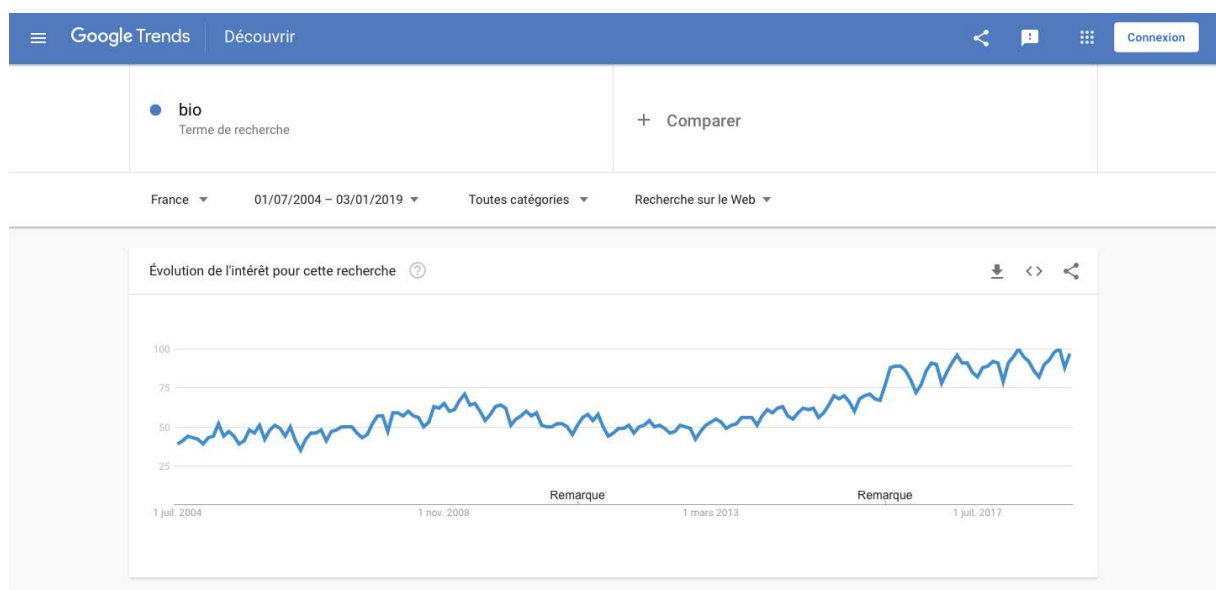 Google Trends Découvrir Connexion
bio
Terme de recherche
+ Comparer
France 01/07/2004 – 03/01/2019 Toutes catégories Recherche sur le Web
Évolution de l'intérêt pour cette recherche ?
100
75
50
25
Remarque Remarque
1 juil. 2004 1 nov. 2008 1 mars 2013 1 juil. 2017